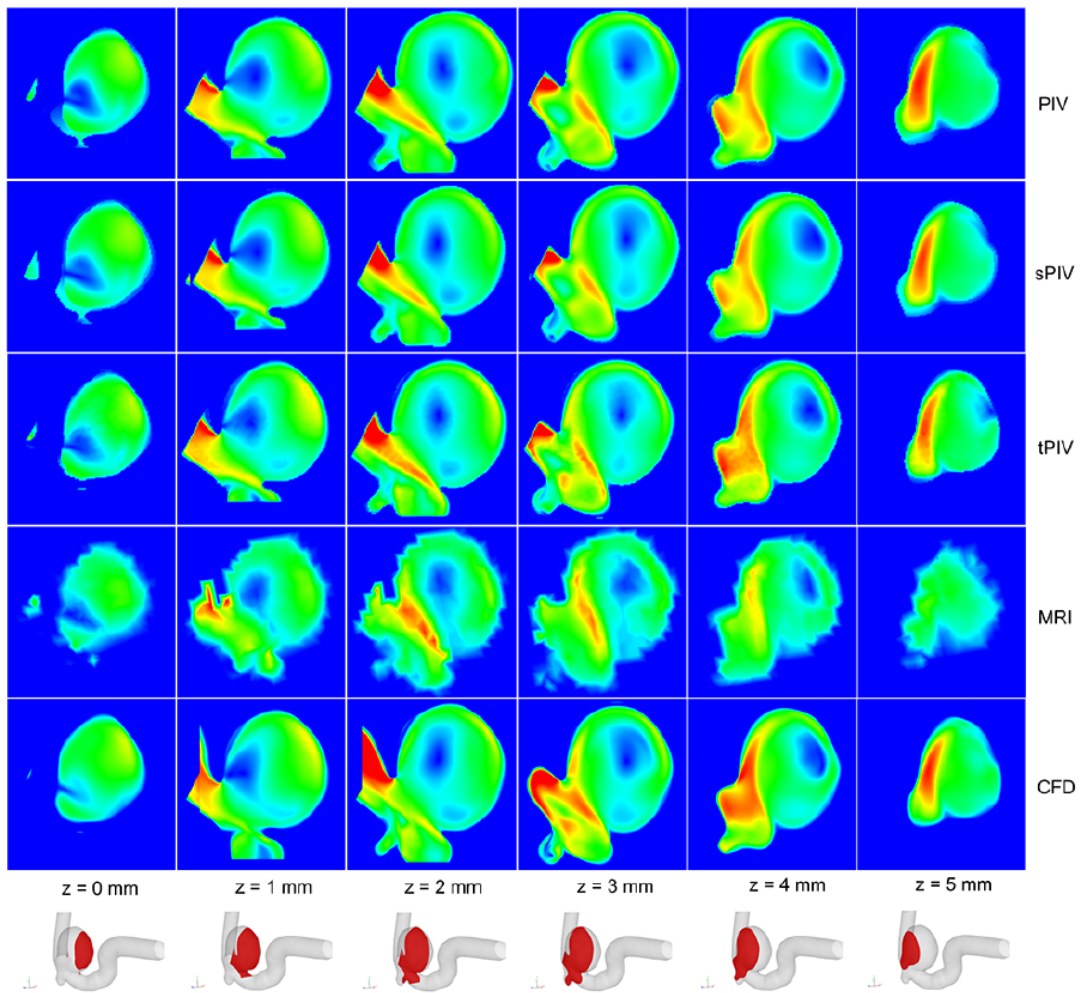 PIV
sPIV
tPIV
MRI
CFD
z = 0 mm z = 1 mm z = 2 mm z = 3 mm z = 4 mm z = 5 mm